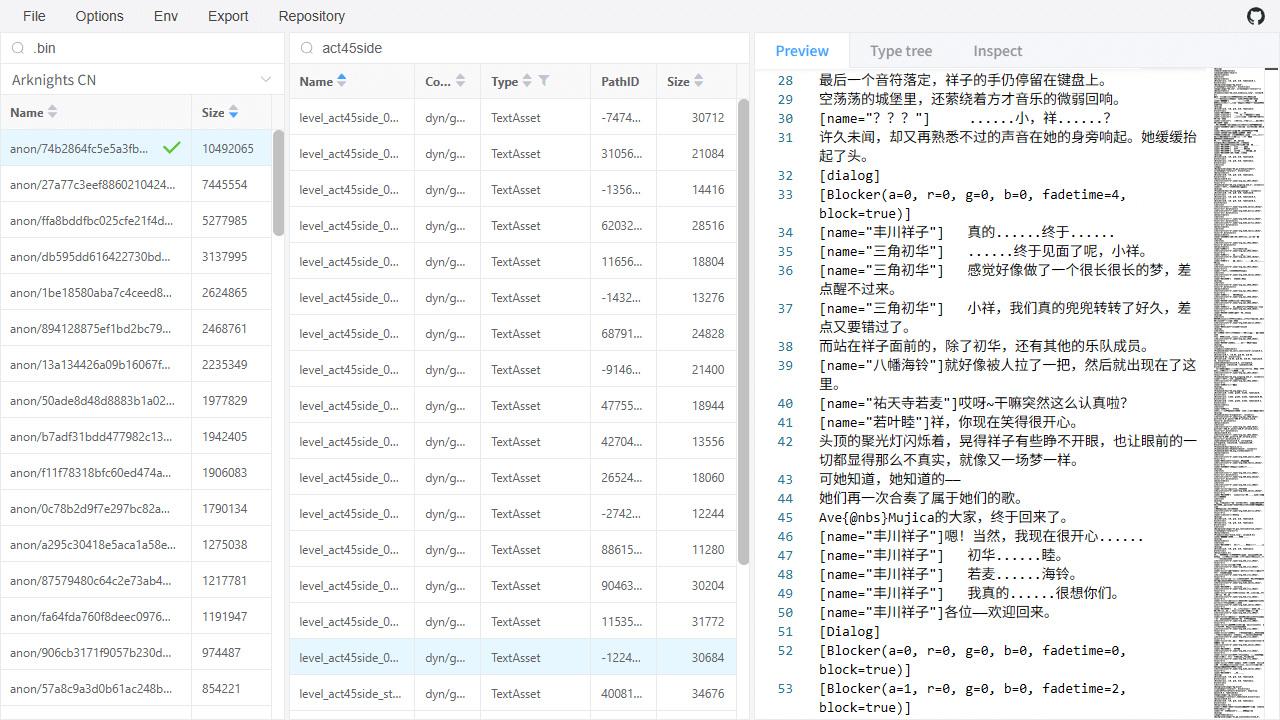 File Options Env Export Repository
.bin
Arknights CN
Name Size
anon/74b2864fc5e5a3fb... 10492065
anon/27a77c3eef8860210424... 7445554
anon/ffa8bddfbc025cfe21f4d... 5277985
anon/db595dd616422730bd... 3137995
anon/1be18580aba7c4ceed8... 2624865
anon/894128875ef1bd2bc79... 2468761
anon/13a134426a09b16067f... 2235349
anon/50ade8d48d8883b1a02... 1977829
anon/b7adf31bdd477982c13... 1942405
anon/f11f78318bfc60ed474a... 1906083
anon/0c78b2d9f7e297bc82a... 1790134
anon/a295c30418e5aca1a58e... 1275038
anon/87579480c64c2e73ab4... 1217781
anon/fa64fda760f8deec0976... 1191947
anon/906cb3171f9057b230d... 974487
anon/57a8c9aad0b61ac248b... 854221
act45side
Name Co... Type PathID Size
level_act45side_0... dyn/g... TextAsset -7474... 30712
level_act45side_0... dyn/g... TextAsset 31056... 21084
level_act45side_0... dyn/g... TextAsset -1356... 14416
level_act45side_0... dyn/g... TextAsset 62032... 28516
level_act45side_0... dyn/g... TextAsset 11656... 18804
level_act45side_0... dyn/g... TextAsset -1432... 13276
level_act45side_0... dyn/g... TextAsset 68791... 24828
level_act45side_0... dyn/g... TextAsset -9146... 21400
level_act45side_0... dyn/g... TextAsset 47755... 18944
level_act45side_0... dyn/g... TextAsset 42704... 13556
level_act45side_0... dyn/g... TextAsset 26524... 18060
level_act45side_0... dyn/g... TextAsset -2742... 12244
level_act45side_0... dyn/g... TextAsset 88615... 11280
level_act45side_0... dyn/g... TextAsset -90463... 30204
level_act45side_0... dyn/g... TextAsset 11535... 31772
level_act45side_0... dyn/g... TextAsset -1224... 50684
level_act45side_st... dyn/g... TextAsset 40081... 34676
Preview Type tree Inspect
28 最后一个音符落定，祥子的手仍停留在键盘上。
29 空荡荡的城堡里，还萦绕着方才音乐的微弱回响。
30 [name="？？？"]   ......小，祥......？
31 许久未闻，却又再熟悉不过的声音在她的身旁响起。她缓缓抬
起了头。
32 [dialog]
33 [Blocker(a=0, r=0, g=0, b=0, fadetime=4,
block=true)]
34 [name="丰川祥子"]   真的......终于......
35 [name="三角初华"]   ......终于见面了呢，小祥。
36 [name="三角初华"]   感觉好像做了一个很长很长的梦，差
点醒不过来。
37 [name="三角初华"]   小祥，我们真的兜兜转转了好久，差
点又要错过了。
38 而站在祥子面前的，除了初华，还有其他的乐队成员。
39 [name="八幡海铃"]就好像被人拉了一把，然后就出现在了这
里。
40 [name="祐天寺若麦"]哎呀~干嘛突然这么认真啦？
41 [name="若叶睦"]祥，你现在笑得很开心。
42 头顶的聚光灯闪烁着，晃得祥子有些睁不开眼，也让眼前的一
切都显得那么不真实，就像又一场梦一样。
43 可她知道，她知道的——
44 她们再一次合奏了属于她们的歌。
45 Ave{@nbs}Mujica的大家，终于回来了。
46 [name="丰川祥子"]嗯！当然，我现在很开心......
47 [name="丰川祥子"]   初华......睦。
48 [name="丰川祥子"]   若麦......海铃。
49 [name="丰川祥子"]   我真的......很想你们。
50 [name="丰川祥子"]各位——欢迎回来。
51 [Dialog]
52 [Blocker(a=0, r=0, g=0, b=0, fadetime=0,
block=true)]
53 [Blocker(a=1, r=0, g=0, b=0, fadetime=2,
block=true)]